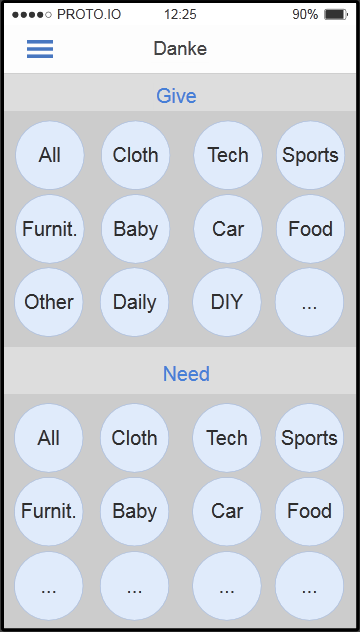 PROTO.IO 12:25 90%
Danke
Give
All Cloth Tech Sports
Furnit. Baby Car Food
Other Daily DIY ...
Need
All Cloth Tech Sports
Furnit. Baby Car Food
... ... ... ...